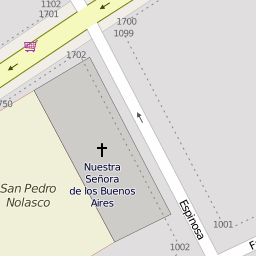 1102
1701
1700
1099
1702
750
Nuestra
Señora
de los Buenos
Aires
San Pedro
Nolasco
Espinosa
1001
1002